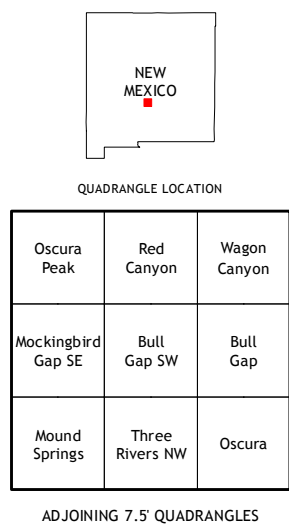 NEW
MEXICO
QUADRANGLE LOCATION
Oscura
Peak
Red
Canyon
Wagon
Canyon
Mockingbird
Gap SE
Bull
Gap SW
Bull
Gap
Mound
Springs
Three
Rivers NW
Oscura
ADJOINING 7.5' QUADRANGLES